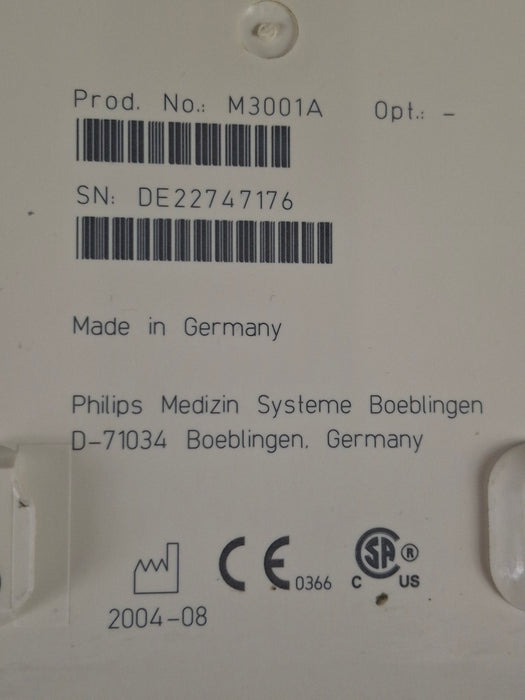 Prod. No.: M3001A Opt.: -
SN: DE22747176
Made in Germany
Philips Medizin Systeme Boeblingen
D-71034 Boeblingen, Germany
CE 0366
SA ®
C US
2004-08